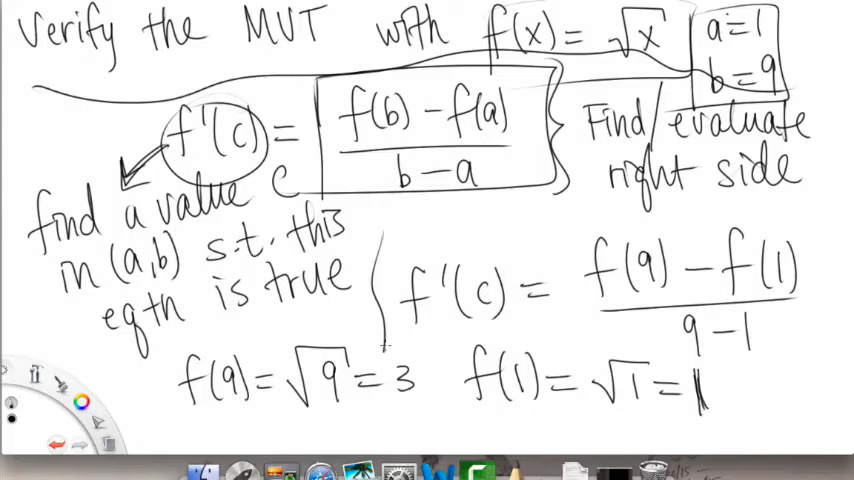 Verify the MVT with f(x) = √x a=1
b=9
f'(c) = f(b) - f(a) / b - a
Find/evaluate
right side
find a value c
in (a,b) s.t. this
eqtn is true
f'(c) = f(9) - f(1) / 9 - 1
f(9) = √9 = 3 f(1) = √1 = 1